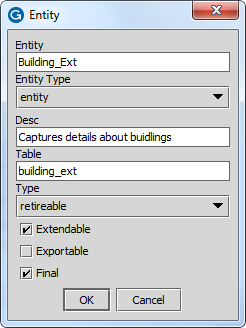 Entity
Entity
Building_Ext
Entity Type
entity
Desc
Captures details about buidlings
Table
building_ext
Type
retireable
Extendable
Exportable
Final
OK Cancel